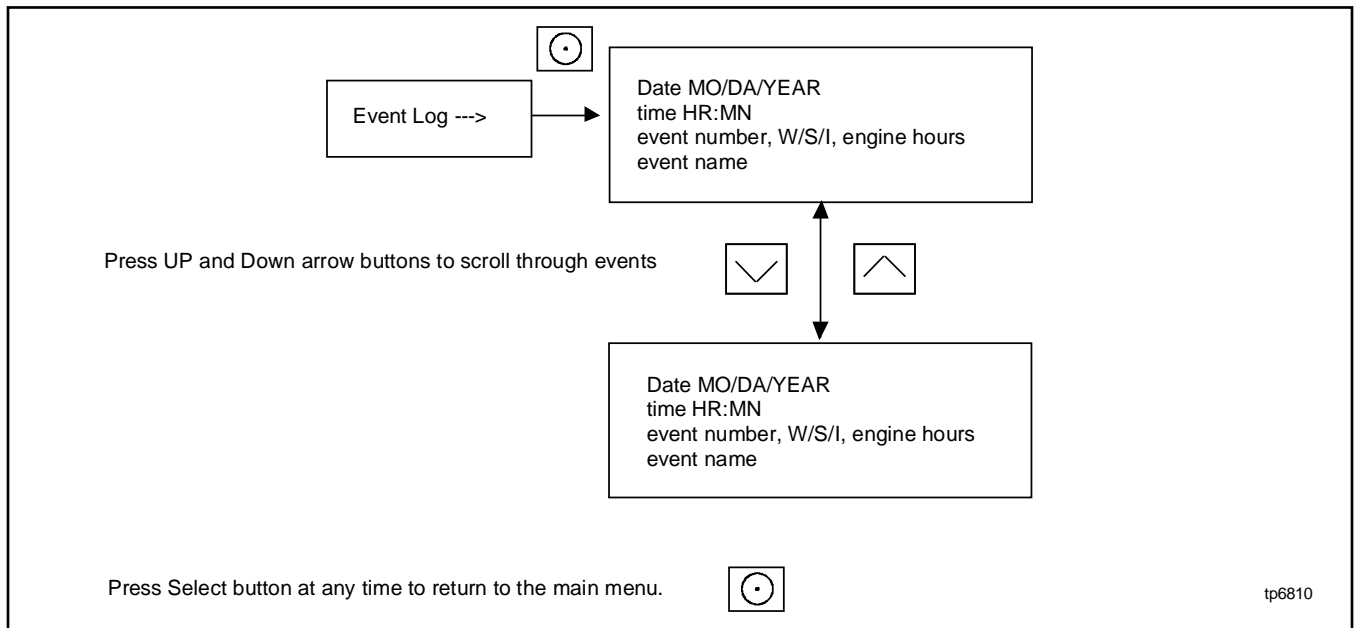 Event Log --->
Date MO/DA/YEAR
time HR:MN
event number, W/S/I, engine hours
event name
Press UP and Down arrow buttons to scroll through events
Date MO/DA/YEAR
time HR:MN
event number, W/S/I, engine hours
event name
Press Select button at any time to return to the main menu.
tp6810